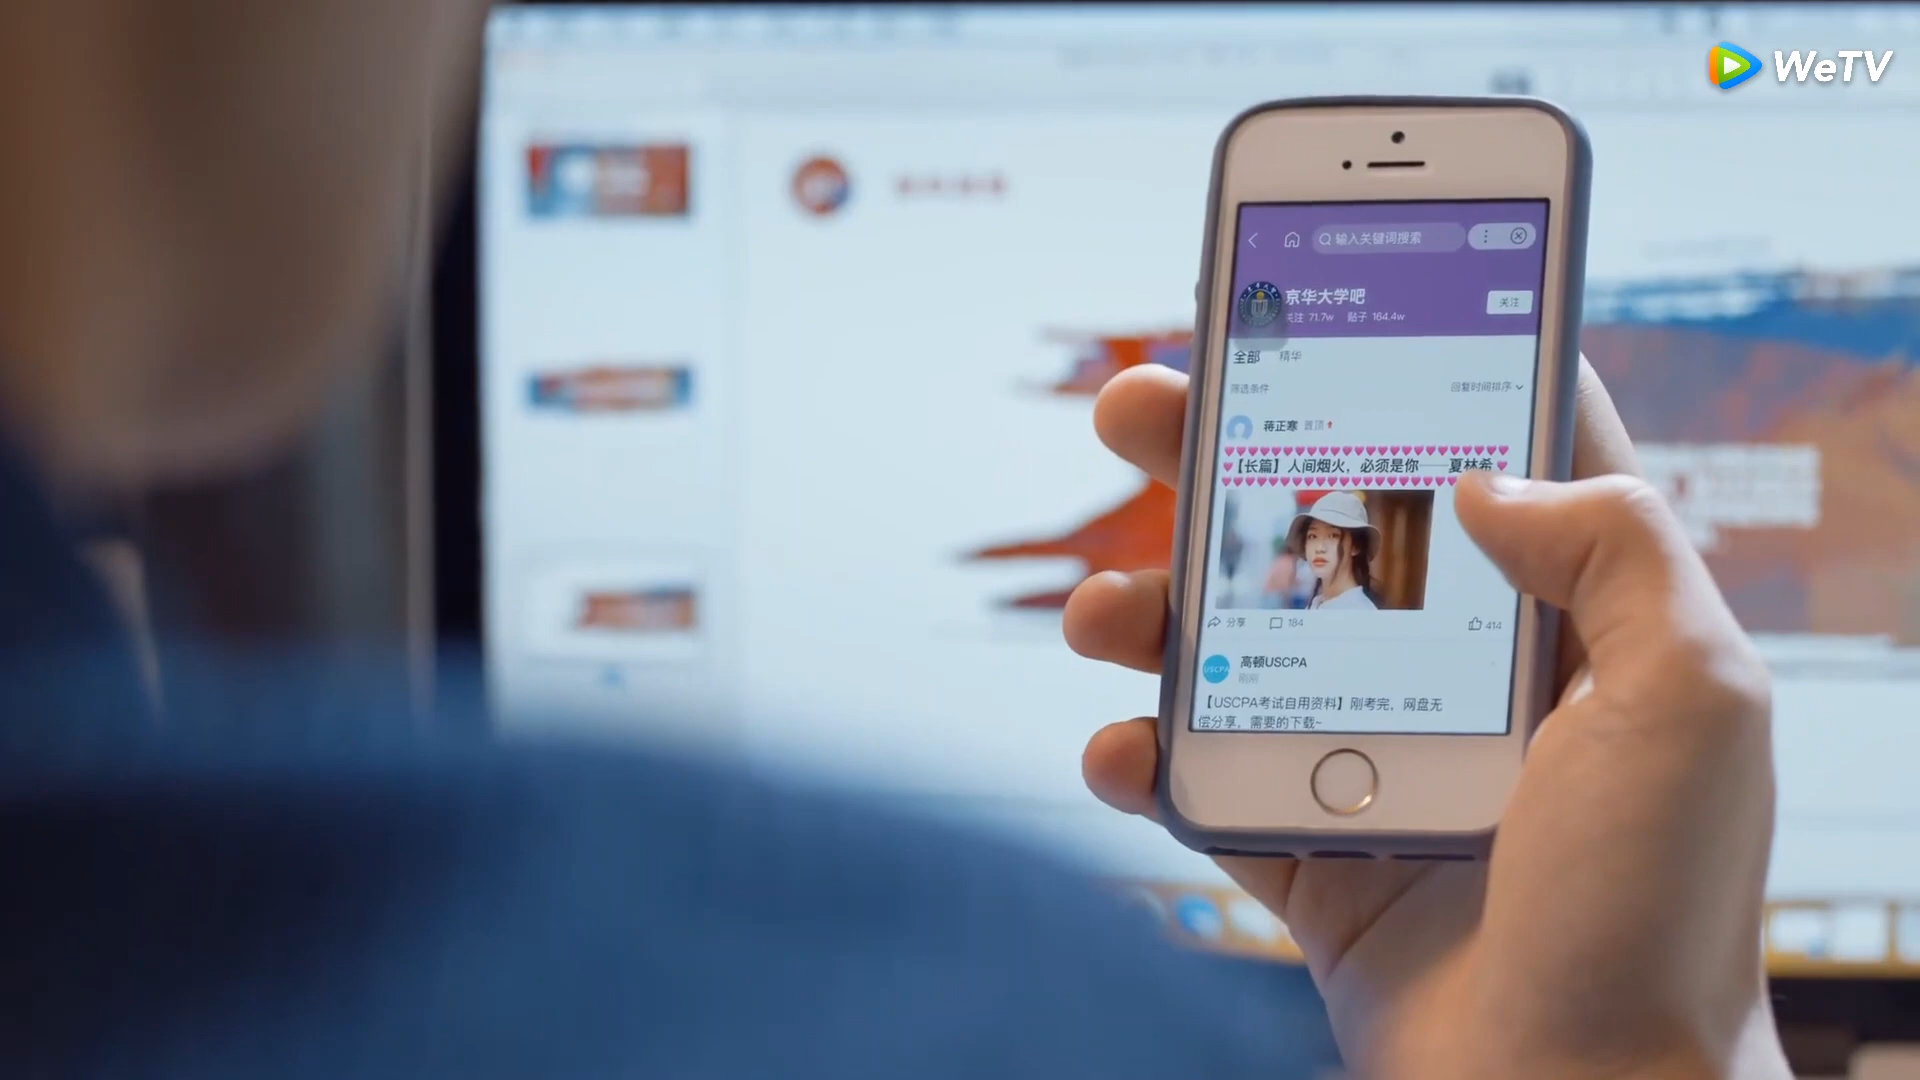 WeTV
输入关键词搜索
京华大学吧
关注
关注 71.7w 贴子 164.4w
全部 精华
筛选条件 回复时间排序
蒋正寒 置顶
【长篇】人间烟火，必须是你——夏林希
分享 184 414
USCPA
高顿USCPA
刚刚
【USCPA考试自用资料】刚考完，网盘无
偿分享，需要的下载~